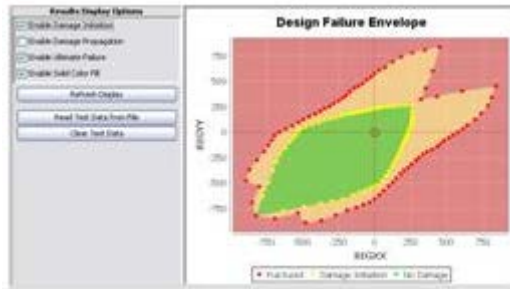 Results Display Options
Enable Damage Initiation
Enable Damage Propagation
Enable Ultimate Failure
Enable Solid Color Fill
Refresh Display
Read Test Data from File
Clear Test Data
Design Failure Envelope
750
500
250
0
250
500
750
-750
-500
-250
0
250
500
750
Fractured
Damage Initiation
No Damage